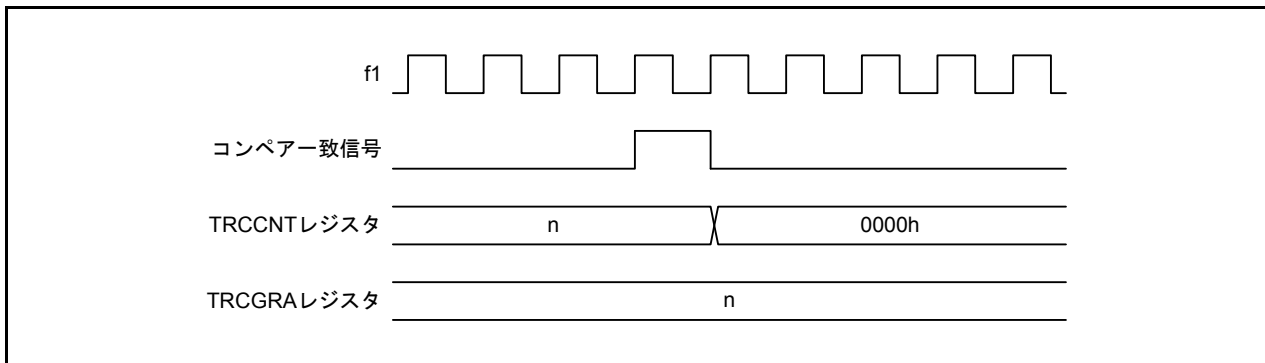 f1
コンペア一致信号
TRCCNTレジスタ
n
0000h
TRCGRAレジスタ
n